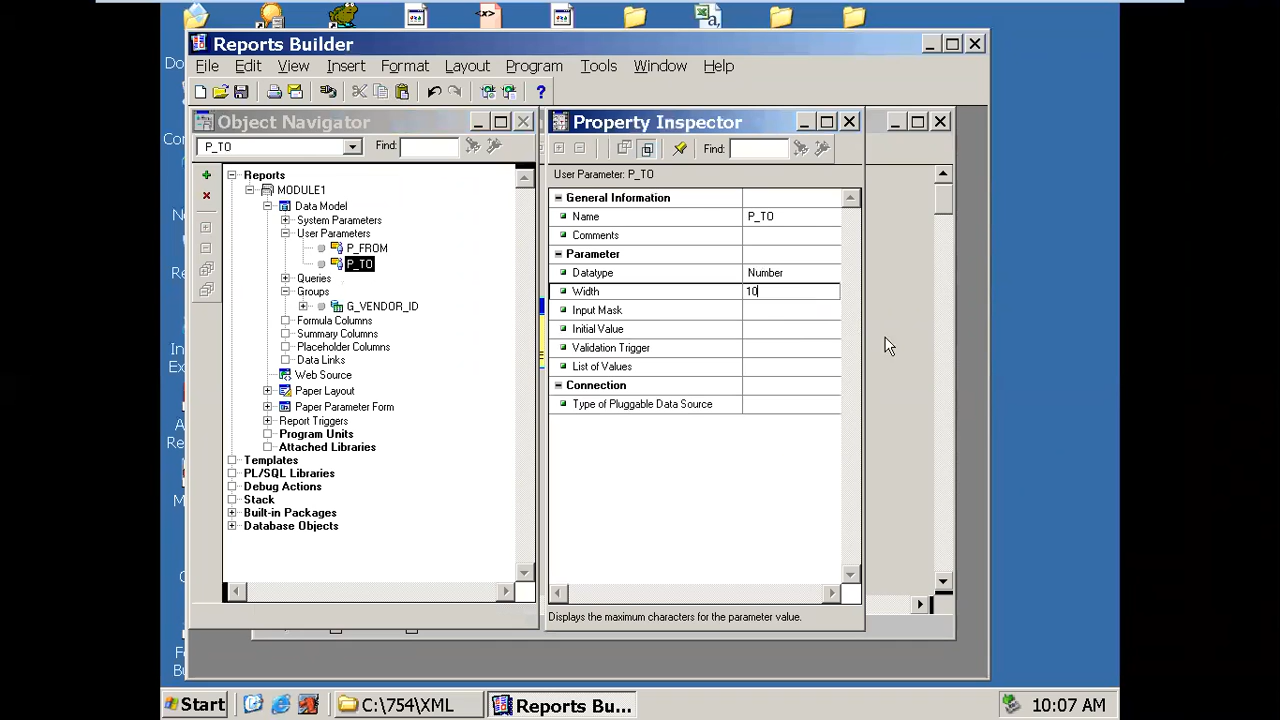 Reports Builder
File Edit View Insert Format Layout Program Tools Window Help
Object Navigator
P_TO Find:
Reports
MODULE1
Data Model
System Parameters
User Parameters
P_FROM
P_TO
Queries
Groups
G_VENDOR_ID
Formula Columns
Summary Columns
Placeholder Columns
Data Links
Web Source
Paper Layout
Paper Parameter Form
Report Triggers
Program Units
Attached Libraries
Templates
PL/SQL Libraries
Debug Actions
Stack
Built-in Packages
Database Objects
Property Inspector
Find:
User Parameter: P_TO
General Information
Name P_TO
Comments
Parameter
Datatype Number
Width 10
Input Mask
Initial Value
Validation Trigger
List of Values
Connection
Type of Pluggable Data Source
Displays the maximum characters for the parameter value.
Start C:\754\XML Reports Bu... 10:07 AM